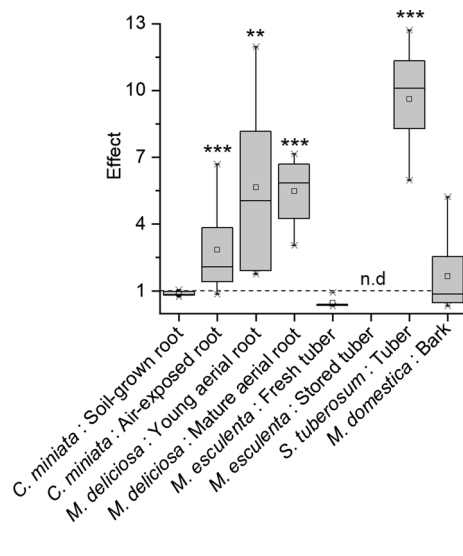 Effect
13
10
7
4
1
***
**
***
n.d
***
C. miniata : Soil-grown root
C. miniata : Air-exposed root
M. deliciosa : Young aerial root
M. deliciosa : Mature aerial root
M. esculenta : Fresh tuber
M. esculenta : Stored tuber
S. tuberosum : Tuber
M. domestica : Bark